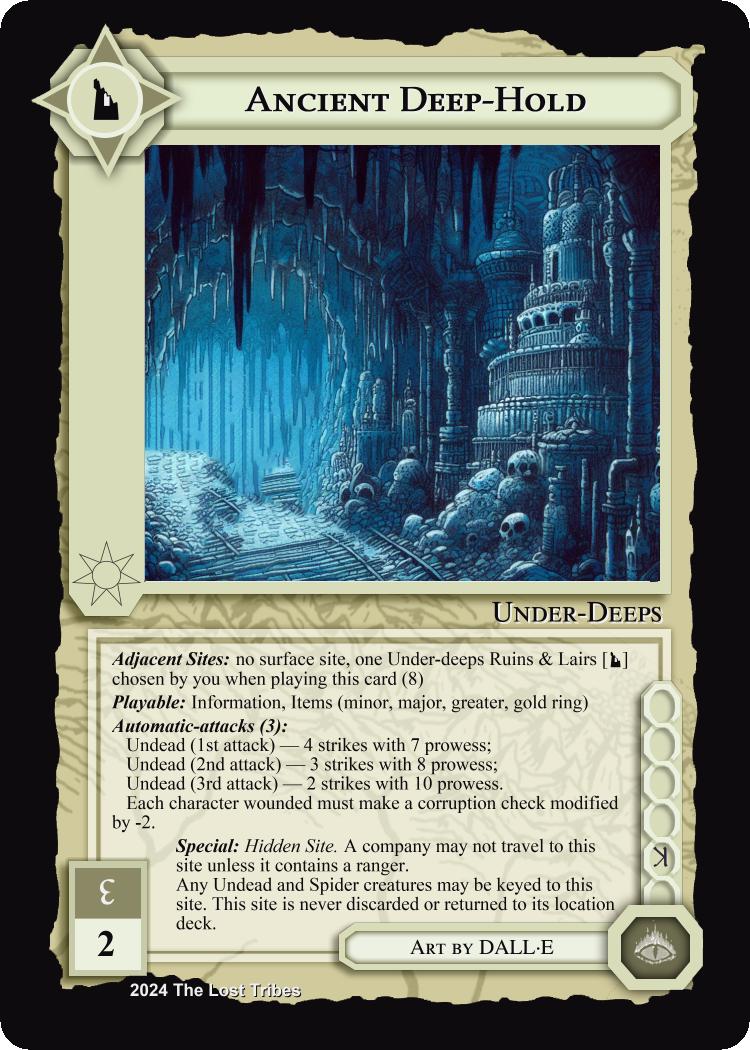 Ancient Deep-Hold
Under-Deeps
Adjacent Sites: no surface site, one Under-deeps Ruins & Lairs [ ]
chosen by you when playing this card (8)
Playable: Information, Items (minor, major, greater, gold ring)
Automatic-attacks (3):
Undead (1st attack) — 4 strikes with 7 prowess;
Undead (2nd attack) — 3 strikes with 8 prowess;
Undead (3rd attack) — 2 strikes with 10 prowess.
Each character wounded must make a corruption check modified
by -2.
Special: Hidden Site. A company may not travel to this
site unless it contains a ranger.
Any Undead and Spider creatures may be keyed to this
site. This site is never discarded or returned to its location
deck.
2
Art by DALL·E
2024 The Lost Tribes